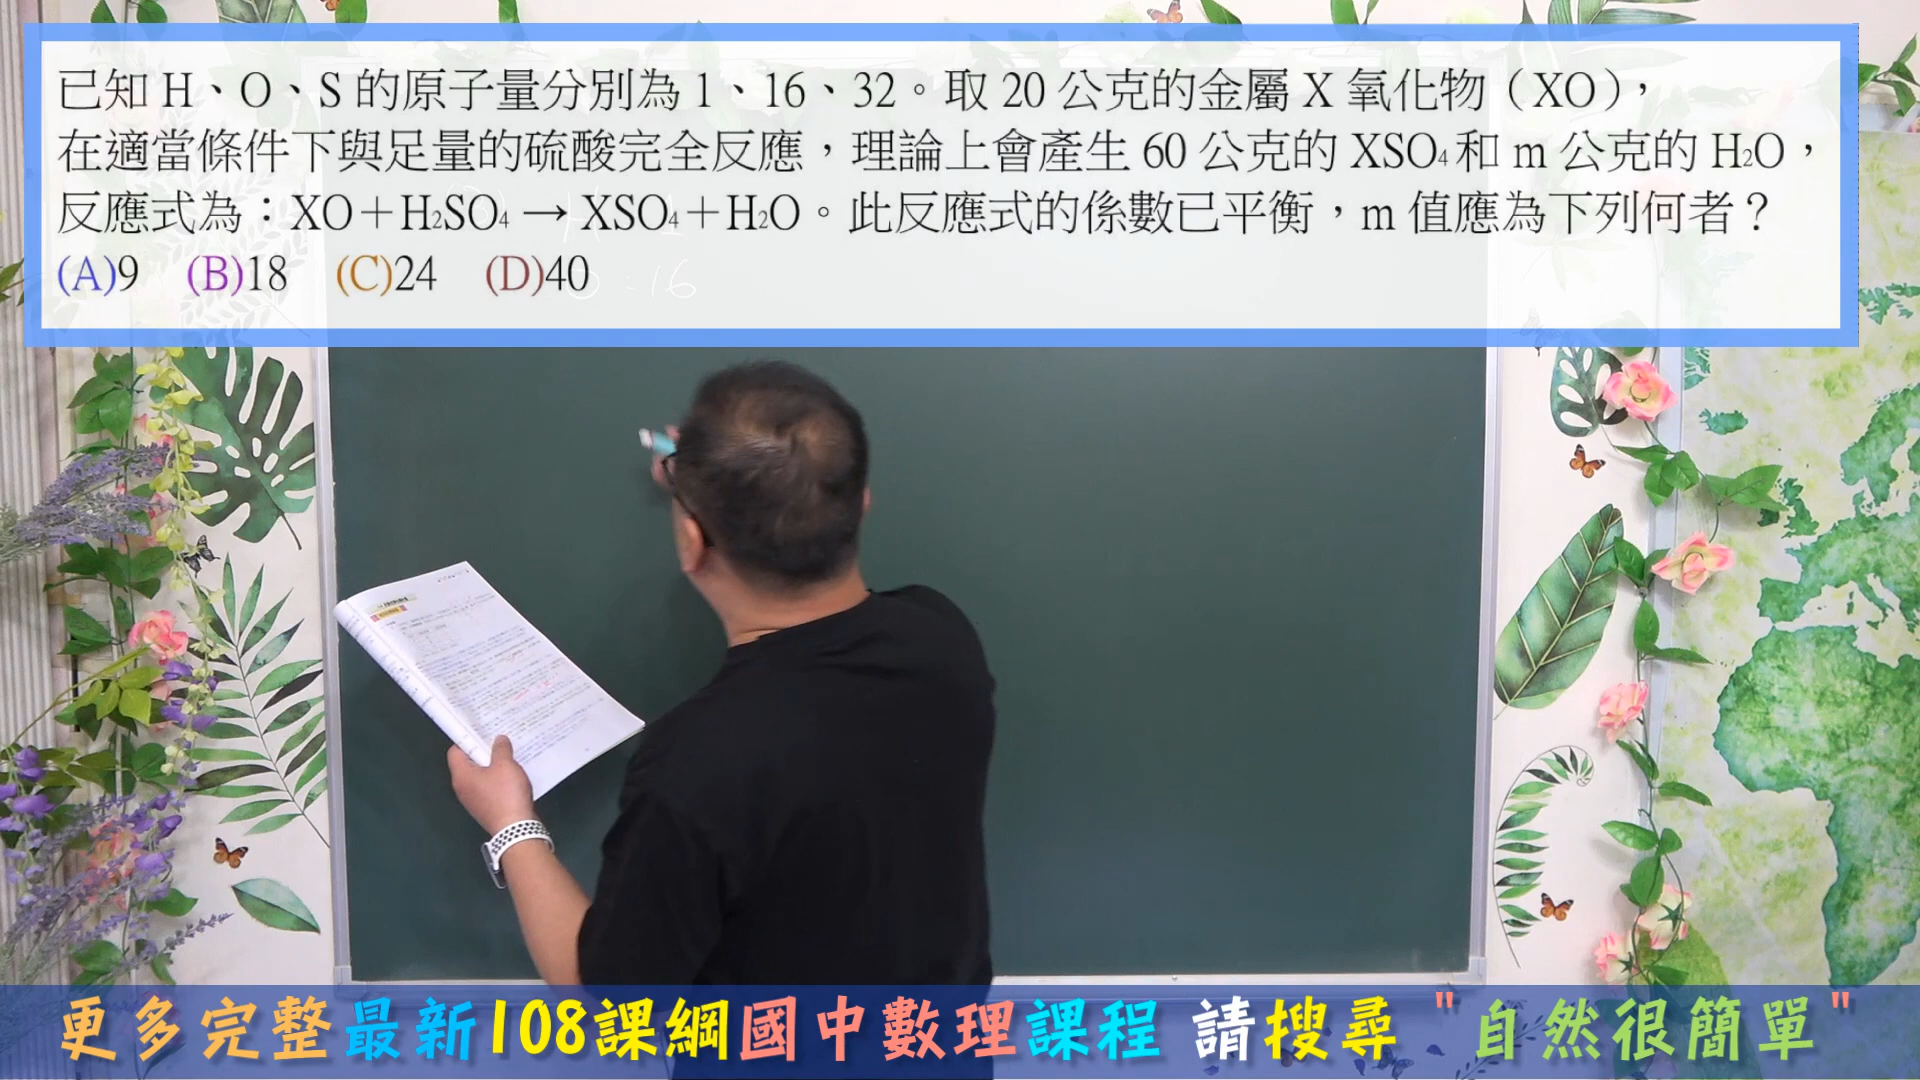 已知 H、O、S 的原子量分別為 1、16、32。取 20 公克的金屬 X 氧化物（XO），
在適當條件下與足量的硫酸完全反應，理論上會產生 60 公克的 XSO₄ 和 m 公克的 H₂O，
反應式為：XO＋H₂SO₄ → XSO₄＋H₂O。此反應式的係數已平衡，m 值應為下列何者？
(A)9 (B)18 (C)24 (D)40
更多完整最新108課綱國中數理課程 請搜尋 "自然很簡單"